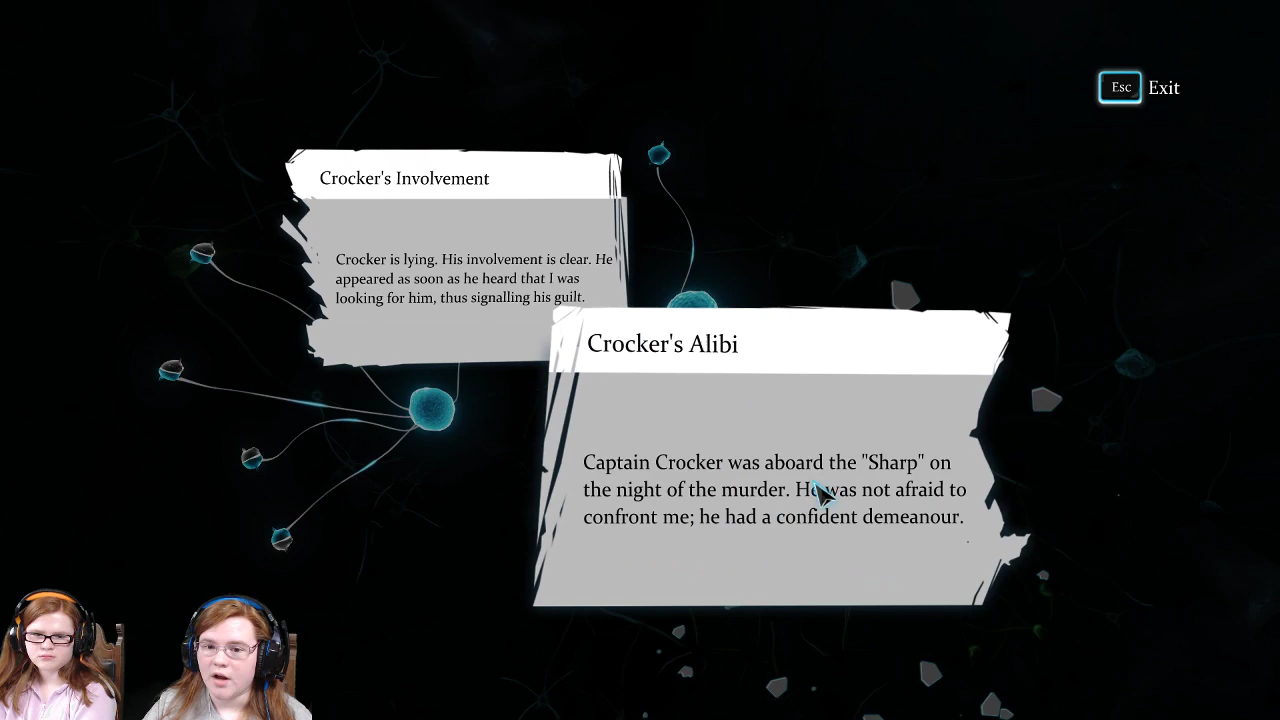 Esc Exit
Crocker's Involvement
Crocker is lying. His involvement is clear. He
appeared as soon as he heard that I was
looking for him, thus signalling his guilt.
Crocker's Alibi
Captain Crocker was aboard the "Sharp" on
the night of the murder. He was not afraid to
confront me; he had a confident demeanour.